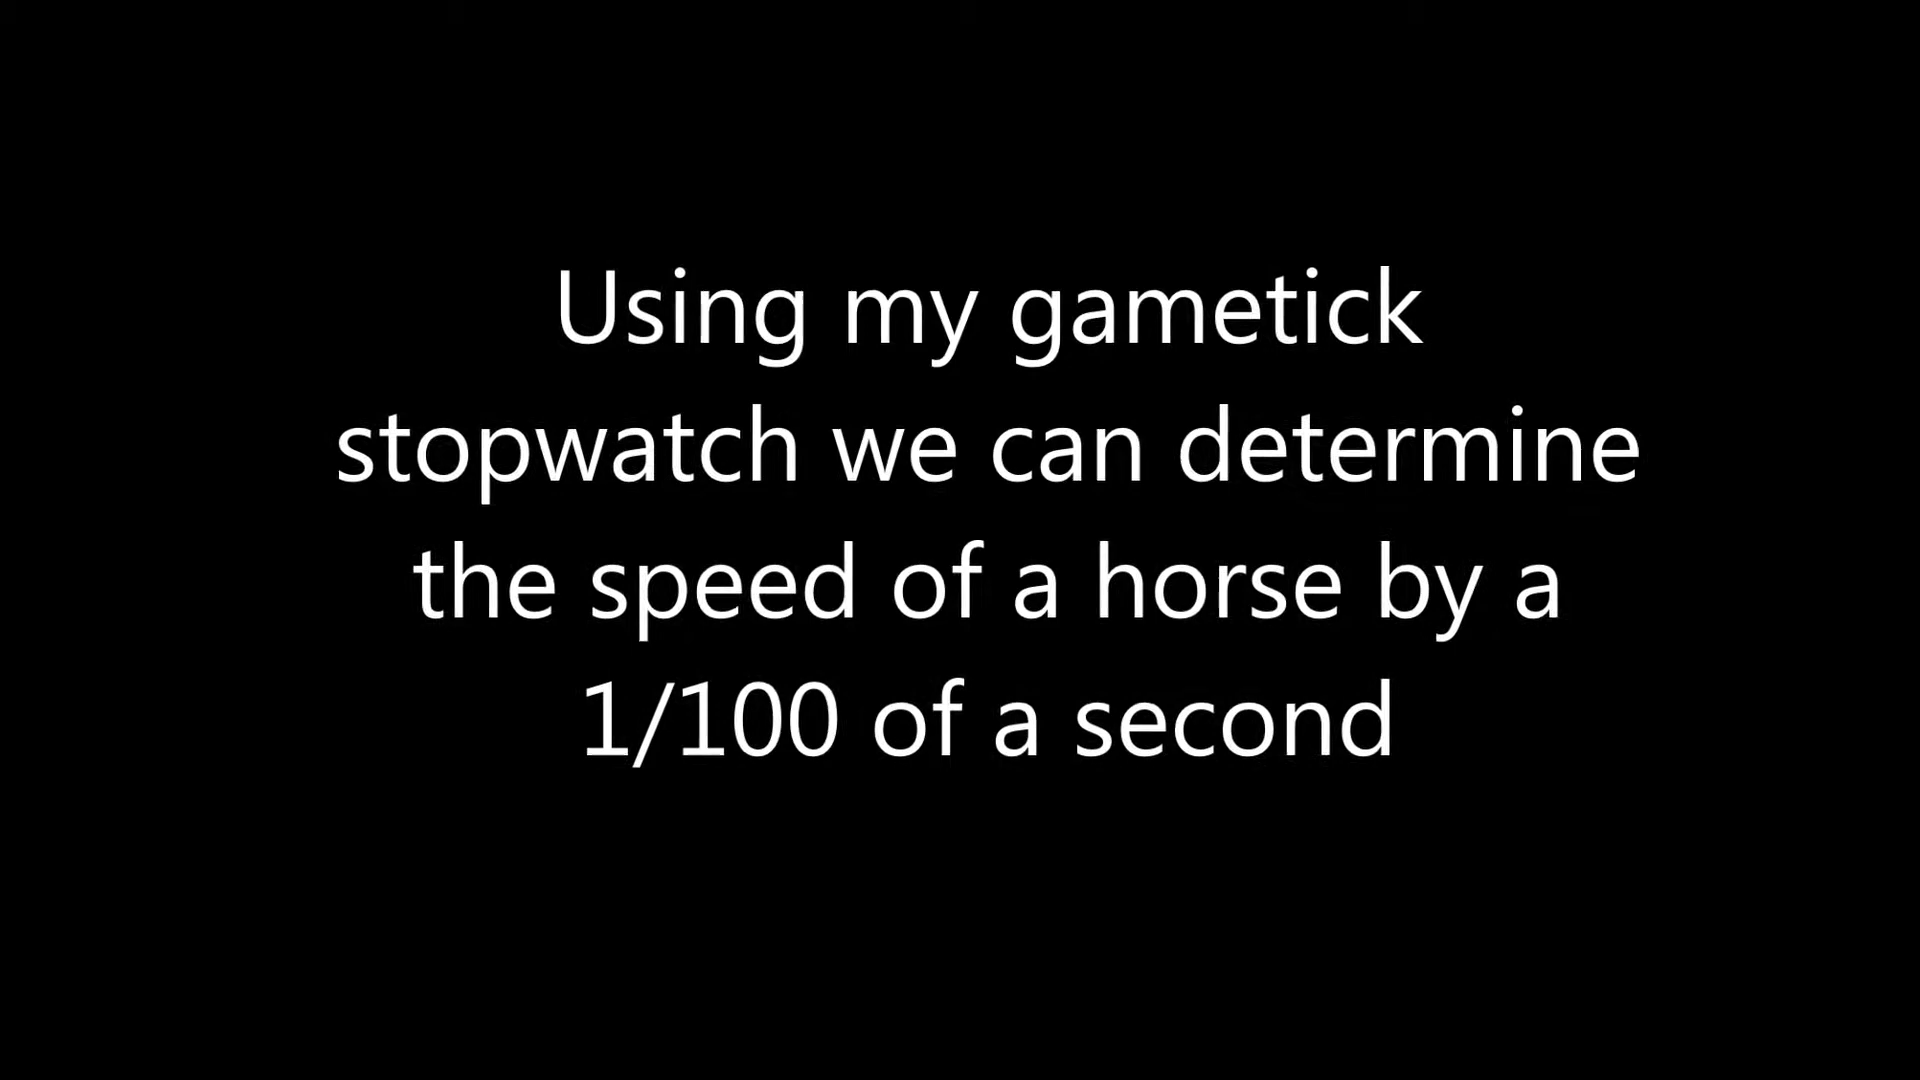 Using my gametick
stopwatch we can determine
the speed of a horse by a
1/100 of a second